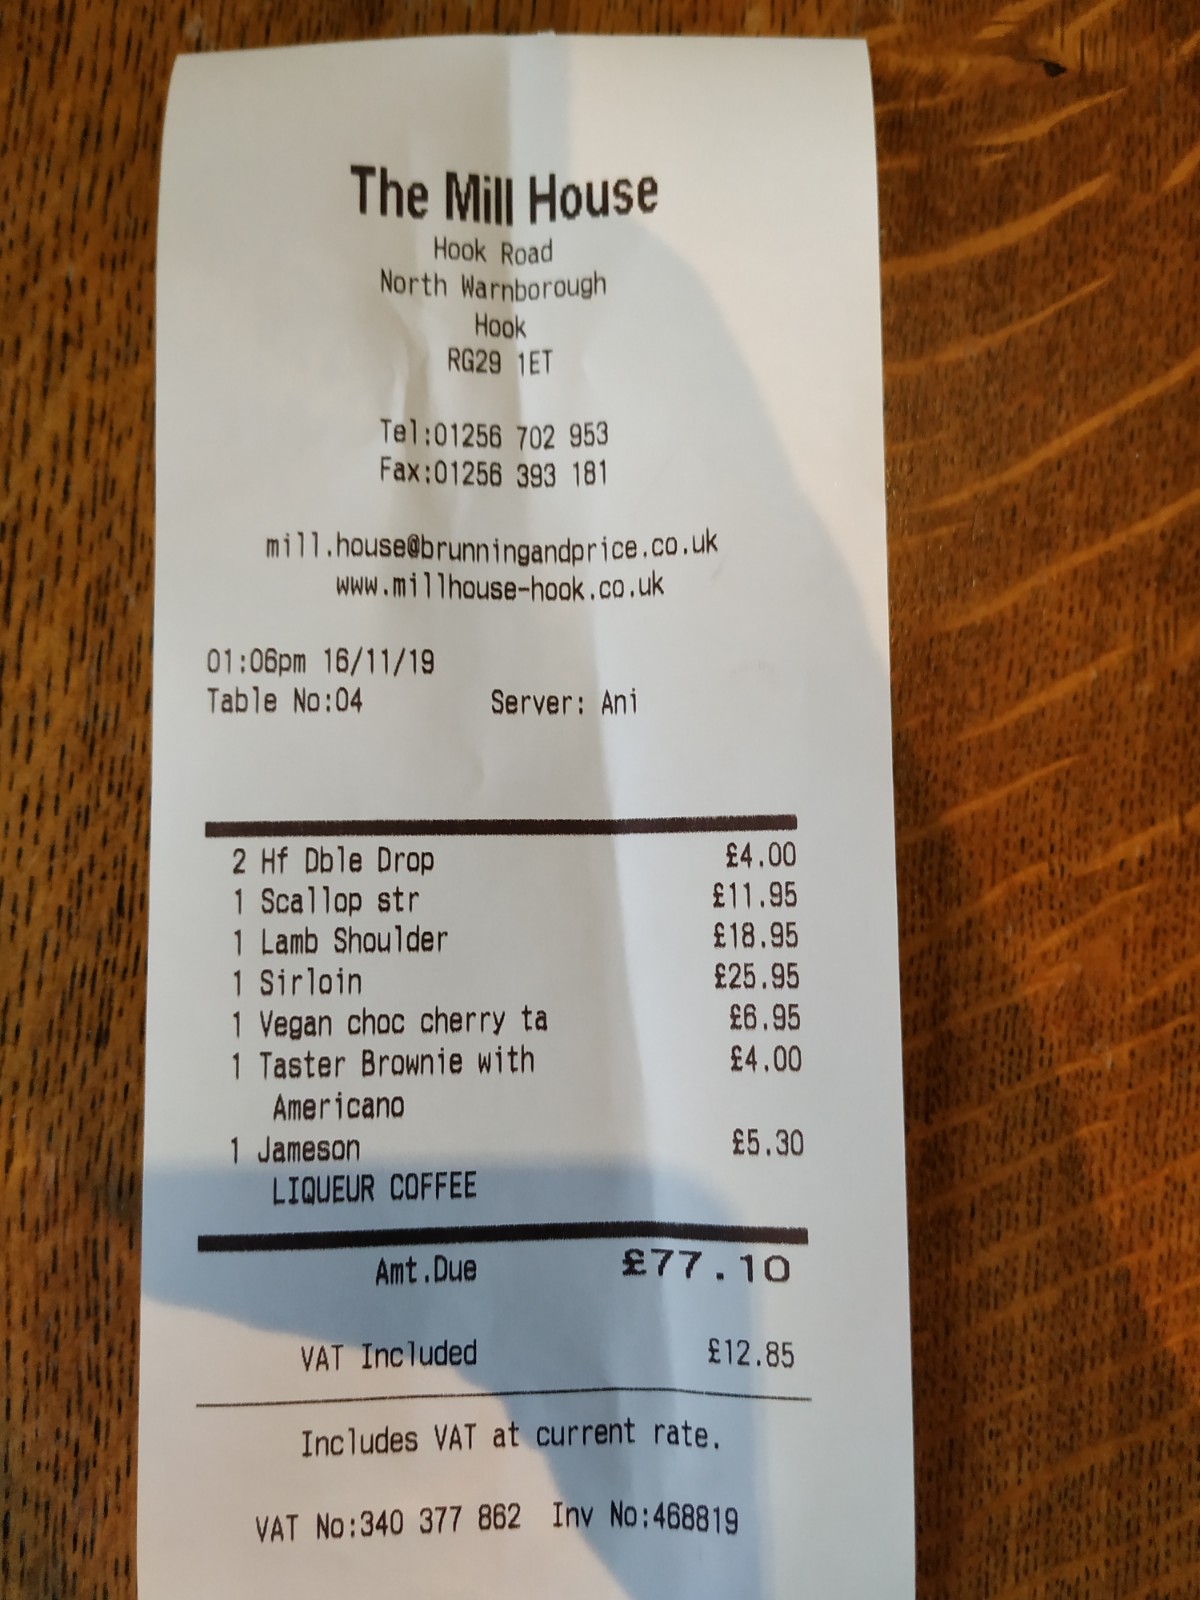 The Mill House
Hook Road
North Warnborough
Hook
RG29 1ET
Tel:01256 702 953
Fax:01256 393 181
mill.house@brunningandprice.co.uk
www.millhouse-hook.co.uk
01:06pm 16/11/19
Table No:04 Server: Ani
2 Hf Dble Drop £4.00
1 Scallop str £11.95
1 Lamb Shoulder £18.95
1 Sirloin £25.95
1 Vegan choc cherry ta £6.95
1 Taster Brownie with £4.00
Americano
1 Jameson £5.30
LIQUEUR COFFEE
Amt.Due £77.10
VAT Included £12.85
Includes VAT at current rate.
VAT No:340 377 862 Inv No:468819